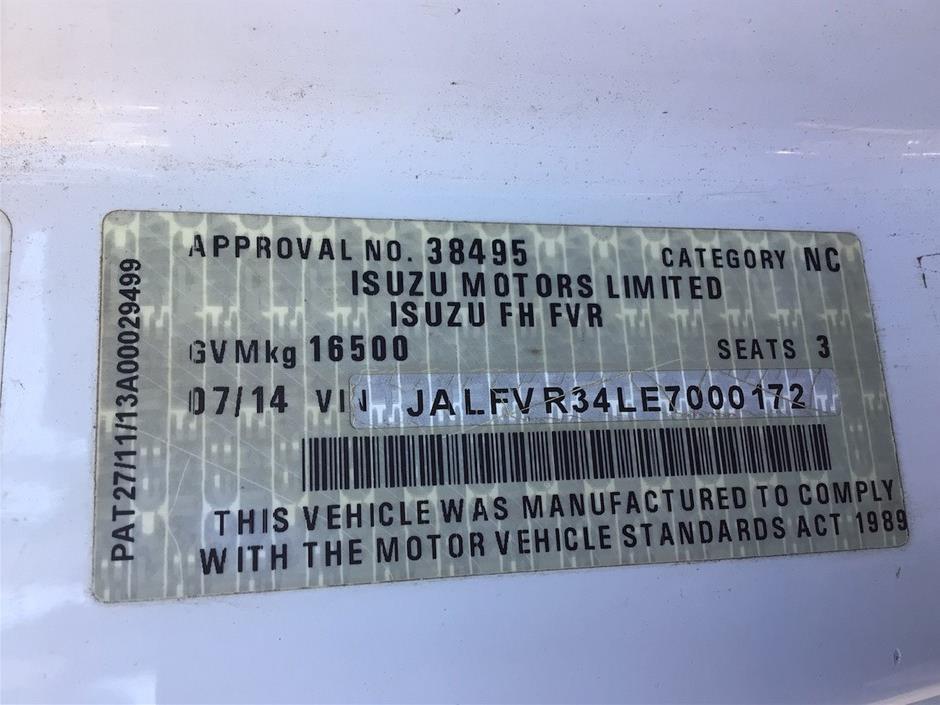 APPROVAL NO. 38495 CATEGORY NC
ISUZU MOTORS LIMITED
ISUZU FH FVR
GVMkg 16500 SEATS 3
07/14 VIN JALFVR34LE7000172
THIS VEHICLE WAS MANUFACTURED TO COMPLY
WITH THE MOTOR VEHICLE STANDARDS ACT 1989
PAT27/11/13A00029499